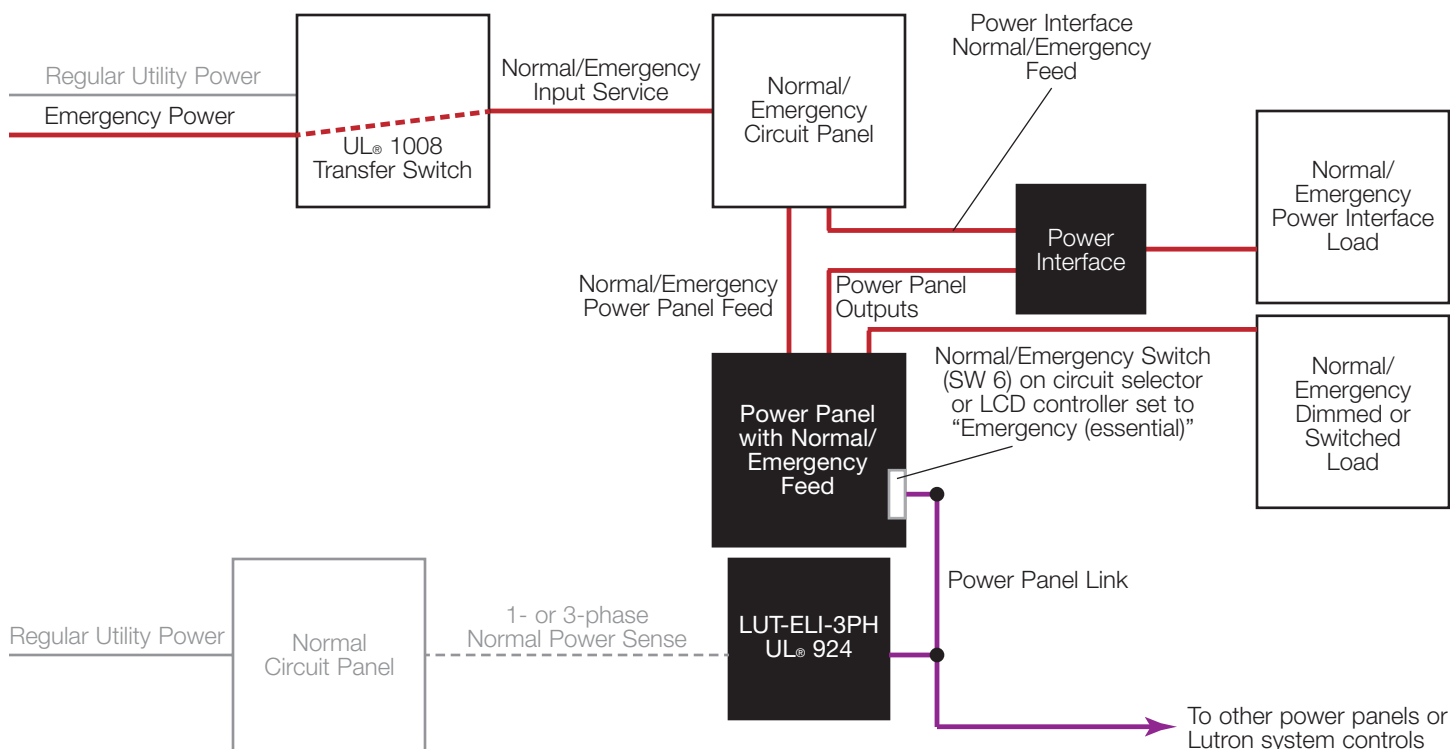 Regular Utility Power
Emergency Power
UL® 1008
Transfer Switch
Normal/Emergency
Input Service
Normal/
Emergency
Circuit Panel
Power Interface
Normal/Emergency
Feed
Power
Interface
Normal/
Emergency
Power Interface
Load
Normal/Emergency
Power Panel Feed
Power Panel
Outputs
Normal/Emergency Switch
(SW 6) on circuit selector
or LCD controller set to
“Emergency (essential)”
Normal/
Emergency
Dimmed or
Switched
Load
Power Panel
with Normal/
Emergency
Feed
Power Panel Link
Regular Utility Power
Normal
Circuit Panel
1- or 3-phase
Normal Power Sense
LUT-ELI-3PH
UL® 924
To other power panels or
Lutron system controls